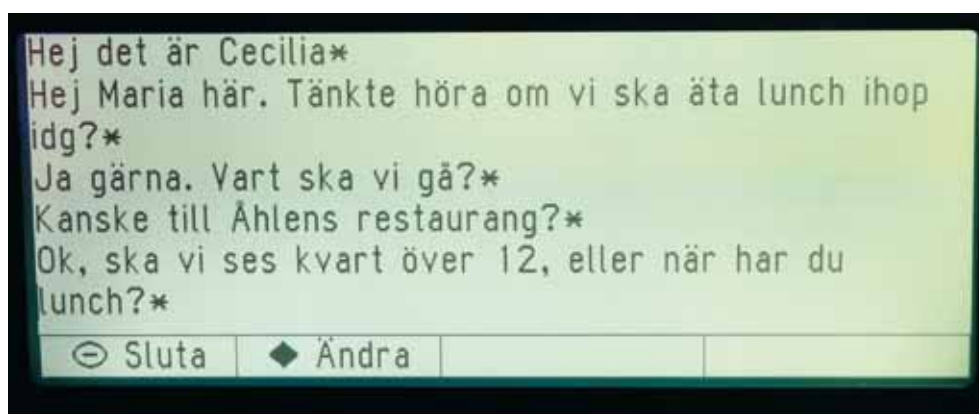 Hej det är Cecilia*
Hej Maria här. Tänkte höra om vi ska äta lunch ihop
idg?*
Ja gärna. Vart ska vi gå?*
Kanske till Åhlens restaurang?*
Ok, ska vi ses kvart över 12, eller när har du
lunch?*
⊖ Sluta ◆ Ändra